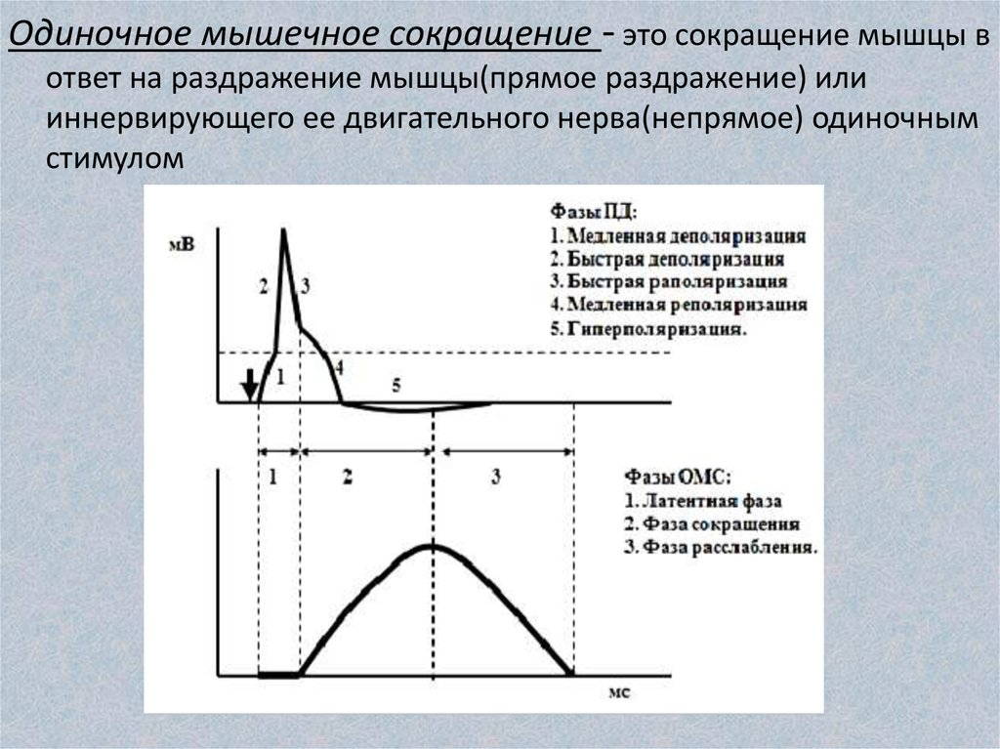 Одиночное мышечное сокращение - это сокращение мышцы в
ответ на раздражение мышцы(прямое раздражение) или
иннервирующего ее двигательного нерва(непрямое) одиночным
стимулом
мВ
2
3
1
4
5
Фазы ПД:
1. Медленная деполяризация
2. Быстрая деполяризация
3. Быстрая раполяризация
4. Медленная реполяризация
5. Гиперполяризация.
1
2
3
Фазы ОМС:
1. Латентная фаза
2. Фаза сокращения
3. Фаза расслабления.
мс